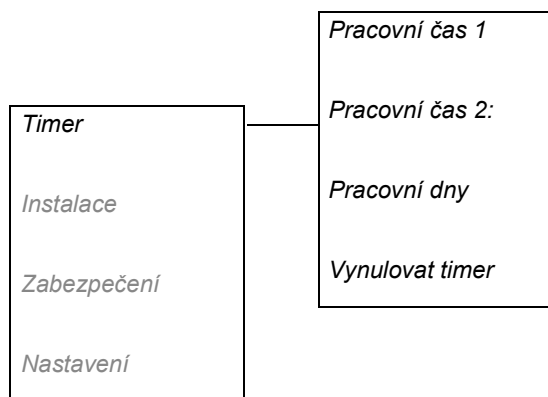 Timer
Instalace
Zabezpečení
Nastavení
Pracovní čas 1
Pracovní čas 2:
Pracovní dny
Vynulovat timer